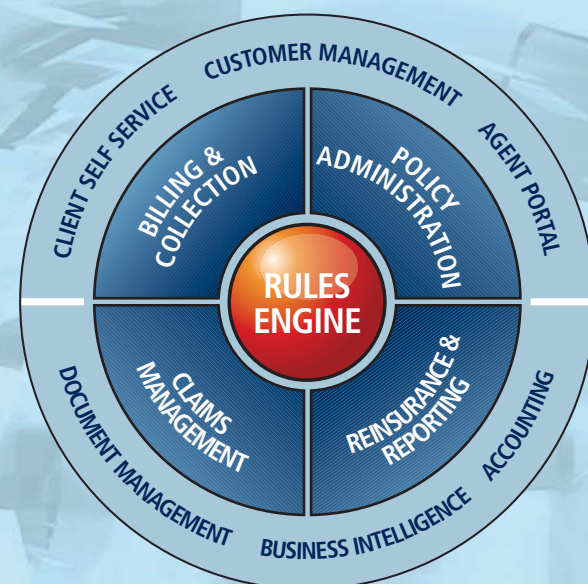 CUSTOMER MANAGEMENT
CLIENT SELF SERVICE
AGENT PORTAL
BILLING &
COLLECTION
POLICY
ADMINISTRATION
RULES
ENGINE
CLAIMS
MANAGEMENT
REINSURANCE &
REPORTING
DOCUMENT MANAGEMENT
BUSINESS INTELLIGENCE
ACCOUNTING